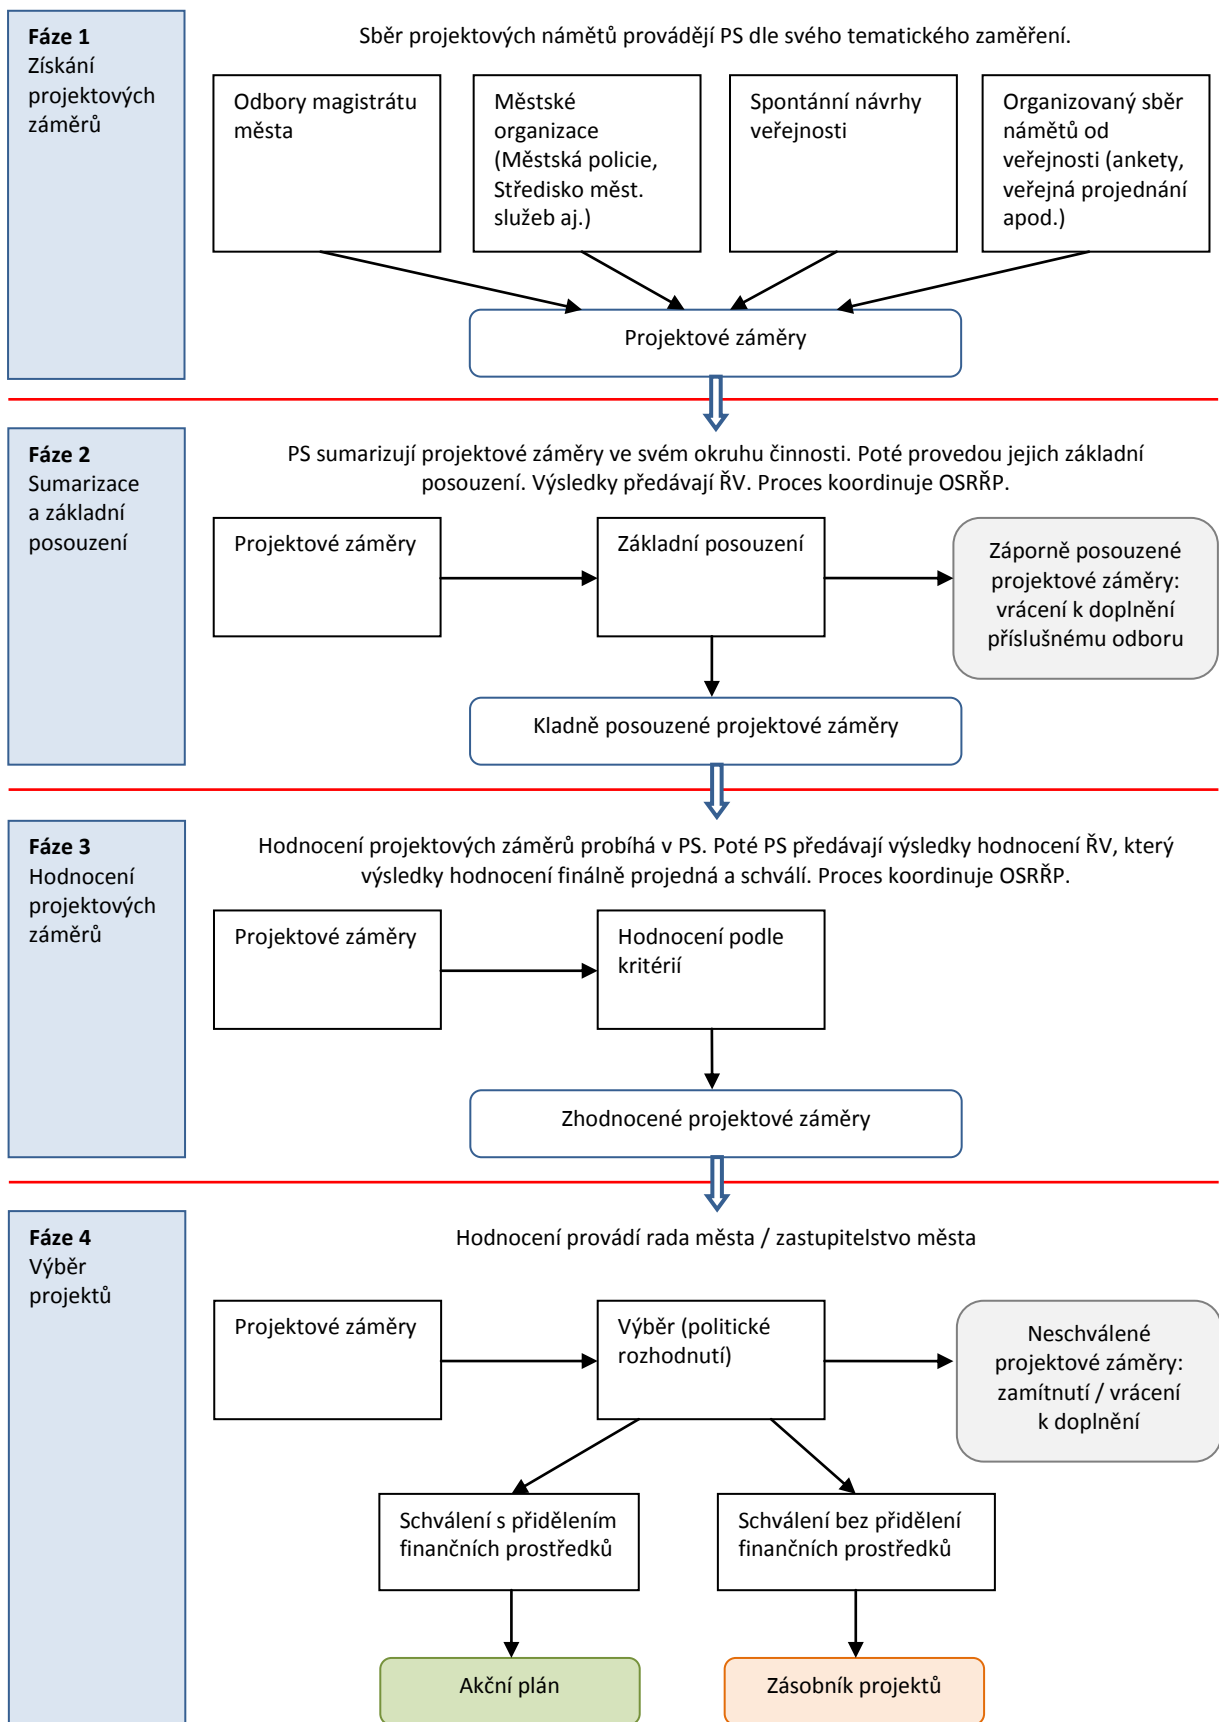 Fáze 1
Získání
projektových
záměrů
Sběr projektových námětů provádějí PS dle svého tematického zaměření.
Odbory magistrátu
města
Městské
organizace
(Městská policie,
Středisko měst.
služeb aj.)
Spontánní návrhy
veřejnosti
Organizovaný sběr
námětů od
veřejnosti (ankety,
veřejná projednání
apod.)
Projektové záměry
Fáze 2
Sumarizace
a základní
posouzení
PS sumarizují projektové záměry ve svém okruhu činnosti. Poté provedou jejich základní
posouzení. Výsledky předávají ŘV. Proces koordinuje OSRŘP.
Projektové záměry
Základní posouzení
Záporně posouzené
projektové záměry:
vrácení k doplnění
příslušnému odboru
Kladně posouzené projektové záměry
Fáze 3
Hodnocení
projektových
záměrů
Hodnocení projektových záměrů probíhá v PS. Poté PS předávají výsledky hodnocení ŘV, který
výsledky hodnocení finálně projedná a schválí. Proces koordinuje OSRŘP.
Projektové záměry
Hodnocení podle
kritérií
Zhodnocené projektové záměry
Fáze 4
Výběr
projektů
Hodnocení provádí rada města / zastupitelstvo města
Projektové záměry
Výběr (politické
rozhodnutí)
Neschválené
projektové záměry:
zamítnutí / vrácení
k doplnění
Schválení s přidělením
finančních prostředků
Schválení bez přidělení
finančních prostředků
Akční plán
Zásobník projektů